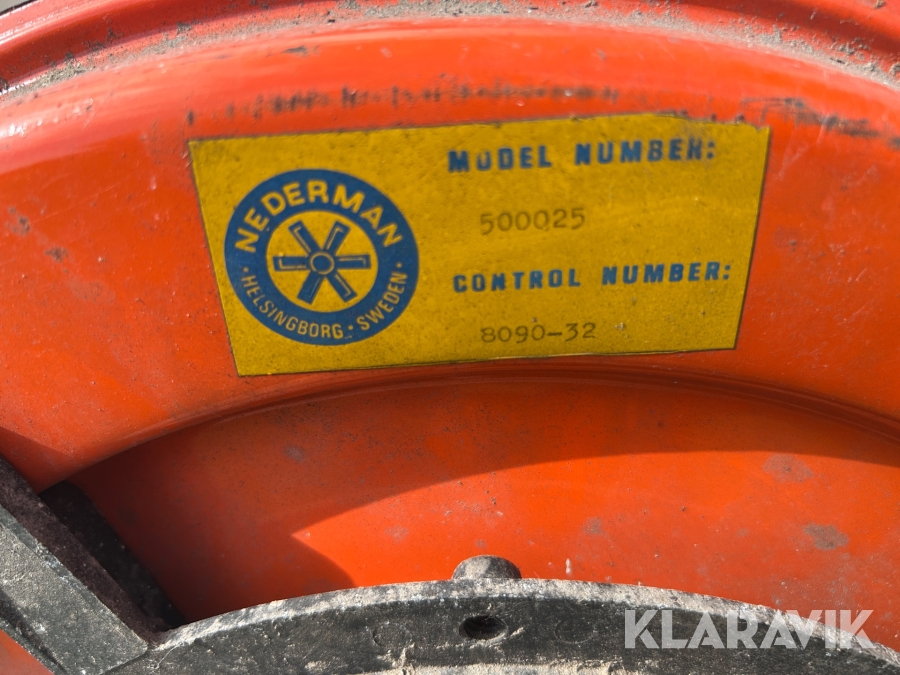 NEDERMAN
·HELSINGBORG·SWEDEN·
MODEL NUMBER:
500025
CONTROL NUMBER:
8090-32
KLARAVIK